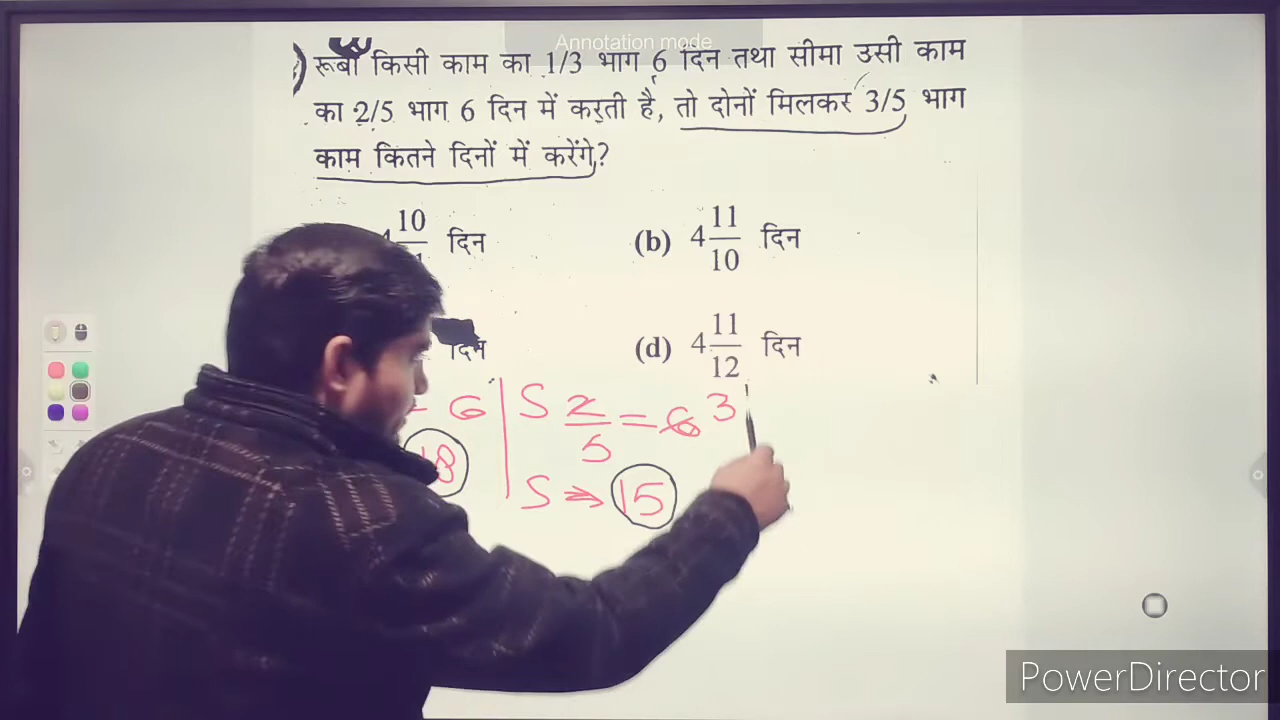 Annotation mode
रूबी किसी काम का 1/3 भाग 6 दिन तथा सीमा उसी काम
का 2/5 भाग 6 दिन में करती है, तो दोनों मिलकर 3/5 भाग
काम कितने दिनों में करेंगे?
10 दिन
(b) 4 11/10 दिन
दिन
(d) 4 11/12 दिन
6 S 2/5 = 6 3
18 S → 15
PowerDirector